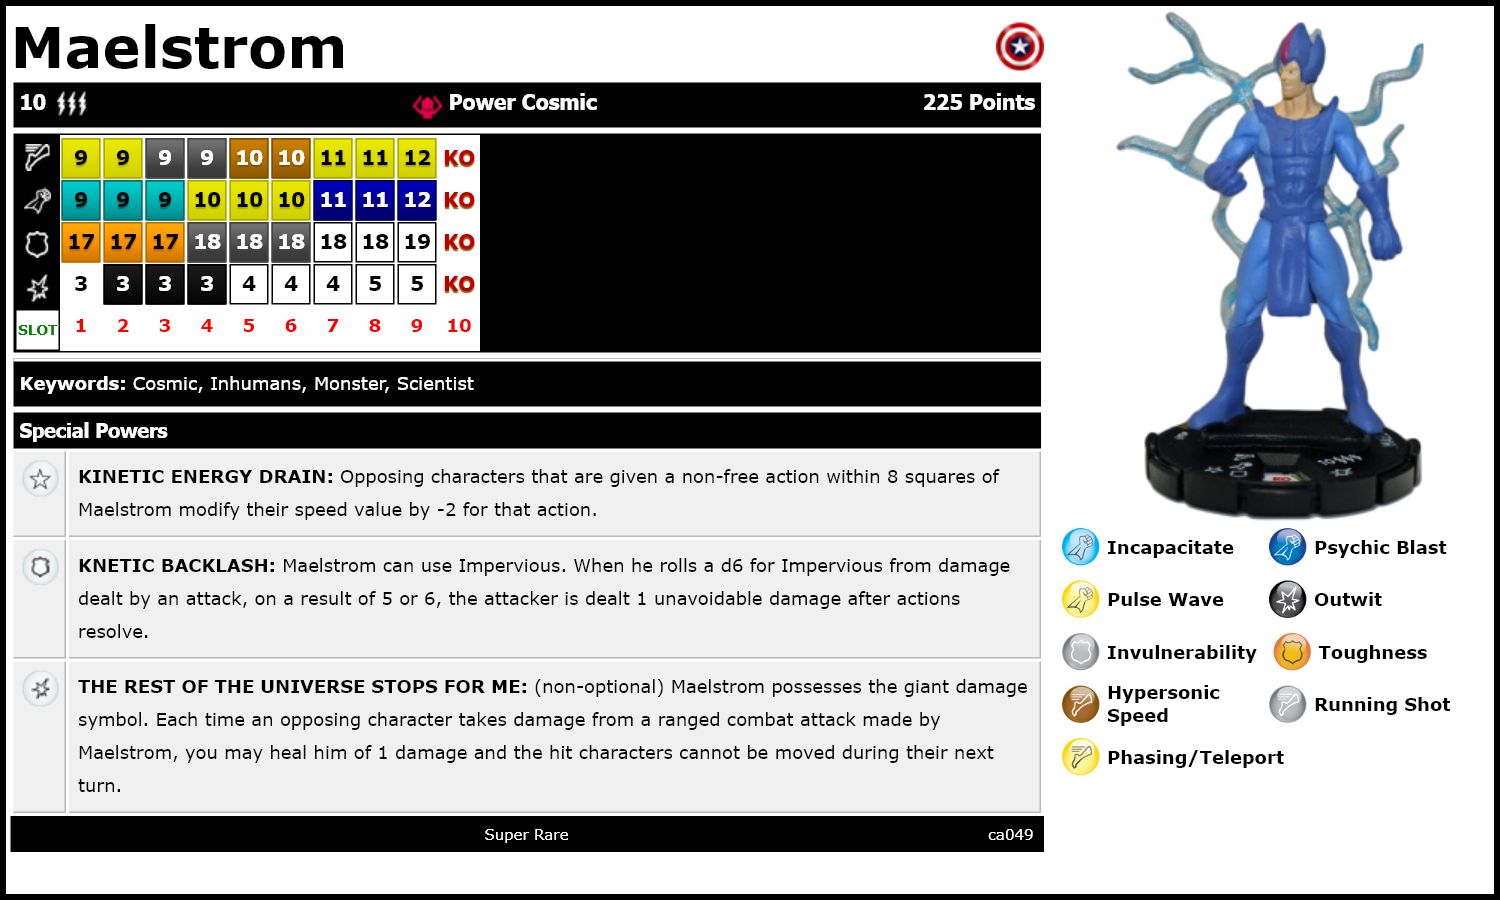 Maelstrom
10 Power Cosmic 225 Points
9 9 9 9 10 10 11 11 12 KO
9 9 9 10 10 10 11 11 12 KO
17 17 17 18 18 18 18 18 19 KO
3 3 3 3 4 4 4 5 5 KO
SLOT 1 2 3 4 5 6 7 8 9 10
Keywords: Cosmic, Inhumans, Monster, Scientist
Special Powers
KINETIC ENERGY DRAIN: Opposing characters that are given a non-free action within 8 squares of
Maelstrom modify their speed value by -2 for that action.
KNETIC BACKLASH: Maelstrom can use Impervious. When he rolls a d6 for Impervious from damage
dealt by an attack, on a result of 5 or 6, the attacker is dealt 1 unavoidable damage after actions
resolve.
THE REST OF THE UNIVERSE STOPS FOR ME: (non-optional) Maelstrom possesses the giant damage
symbol. Each time an opposing character takes damage from a ranged combat attack made by
Maelstrom, you may heal him of 1 damage and the hit characters cannot be moved during their next
turn.
Super Rare ca049
Incapacitate Psychic Blast
Pulse Wave Outwit
Invulnerability Toughness
Hypersonic
Speed
Running Shot
Phasing/Teleport